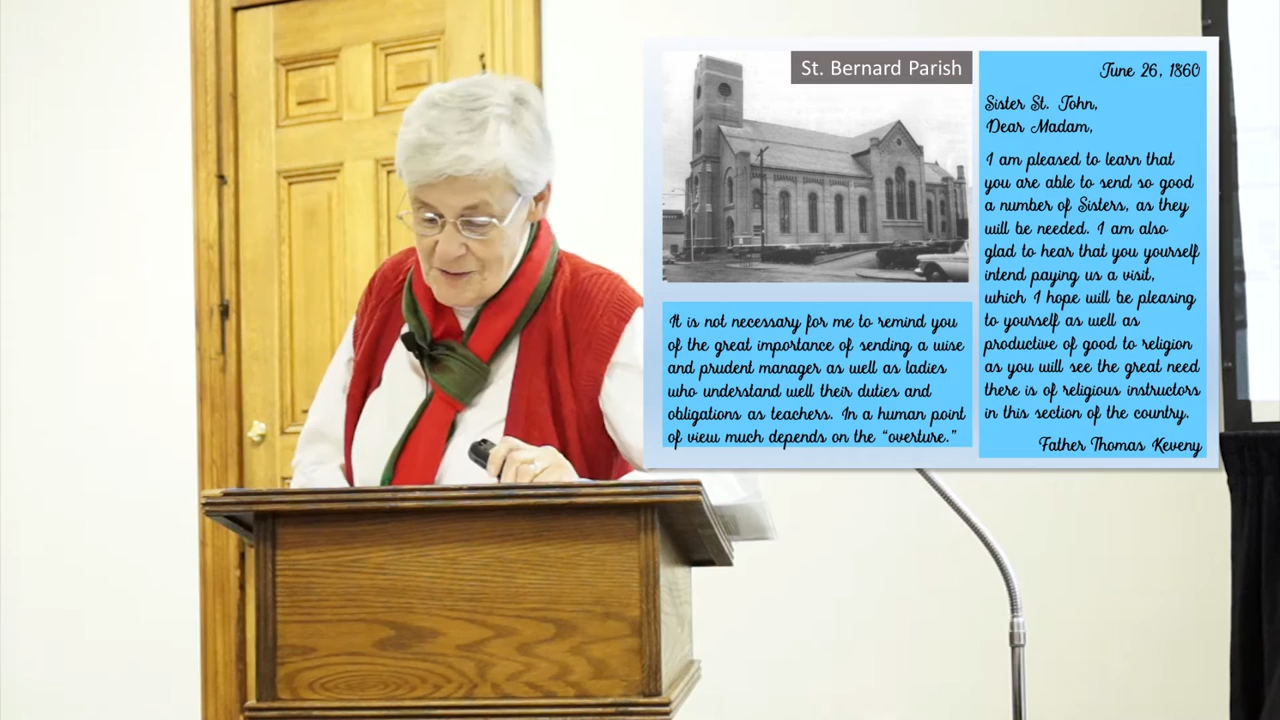 St. Bernard Parish
June 26, 1860
Sister St. John,
Dear Madam,
I am pleased to learn that
you are able to send so good
a number of Sisters, as they
will be needed. I am also
glad to hear that you yourself
intend paying us a visit,
which I hope will be pleasing
to yourself as well as
productive of good to religion
as you will see the great need
there is of religious instructors
in this section of the country.
Father Thomas Keveny
It is not necessary for me to remind you
of the great importance of sending a wise
and prudent manager as well as ladies
who understand well their duties and
obligations as teachers. In a human point
of view much depends on the “overture.”